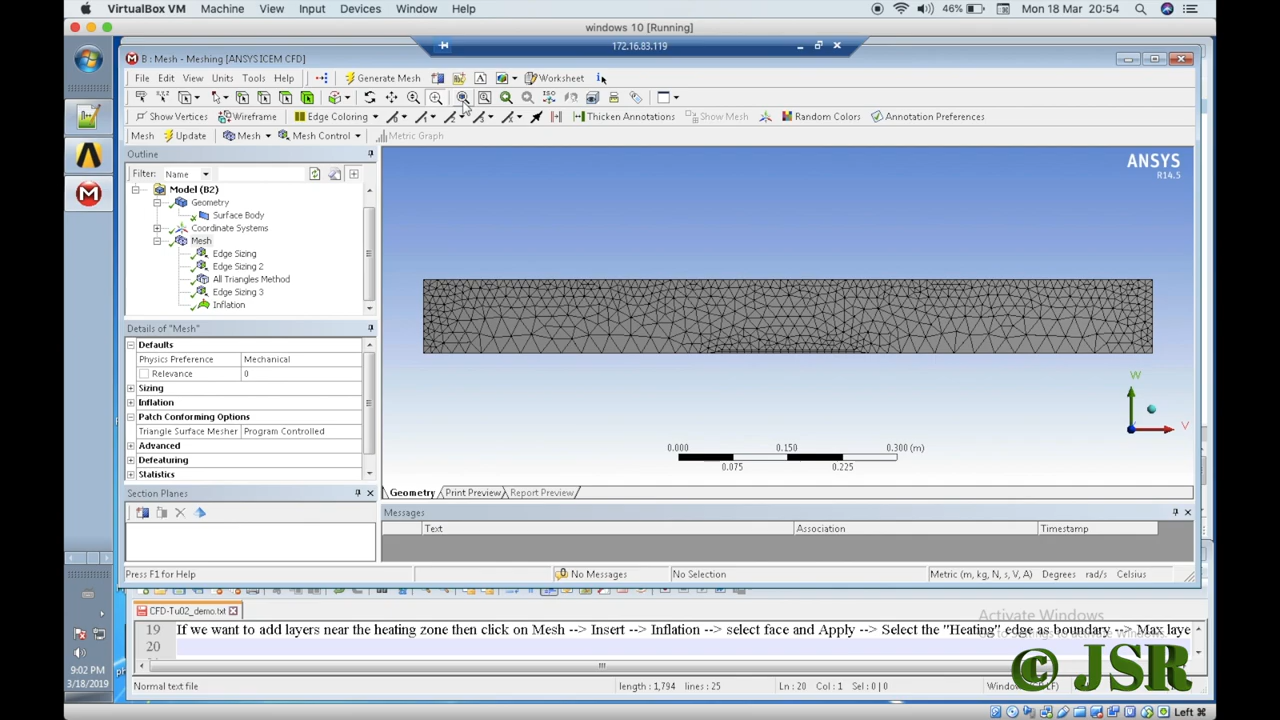 VirtualBox VM Machine View Input Devices Window Help 46% Mon 18 Mar 20:54
windows 10 [Running]
172.16.83.119
B : Mesh - Meshing [ANSYS ICEM CFD]
File Edit View Units Tools Help Generate Mesh Worksheet
Show Vertices Wireframe Edge Coloring Thicken Annotations Show Mesh Random Colors Annotation Preferences
Mesh Update Mesh Mesh Control Metric Graph
Outline
Filter: Name
Model (B2)
Geometry
Surface Body
Coordinate Systems
Mesh
Edge Sizing
Edge Sizing 2
All Triangles Method
Edge Sizing 3
Inflation
Details of "Mesh"
Defaults
Physics Preference Mechanical
Relevance 0
Sizing
Inflation
Patch Conforming Options
Triangle Surface Mesher Program Controlled
Advanced
Defeaturing
Statistics
Section Planes
ANSYS
R14.5
W
V
0.000 0.150 0.300 (m)
0.075 0.225
Geometry Print Preview Report Preview
Messages
Text Association Timestamp
Press F1 for Help No Messages No Selection Metric (m, kg, N, s, V, A) Degrees rad/s Celsius
CFD-Tu02_demo.txt
19 If we want to add layers near the heating zone then click on Mesh --> Insert --> Inflation --> select face and Apply --> Select the "Heating" edge as boundary --> Max laye
20
Activate Windows
© JSR
Normal text file length : 1,794 lines : 25 Ln : 20 Col : 1 Sel : 0 | 0
9:02 PM
3/18/2019
Left ⌘